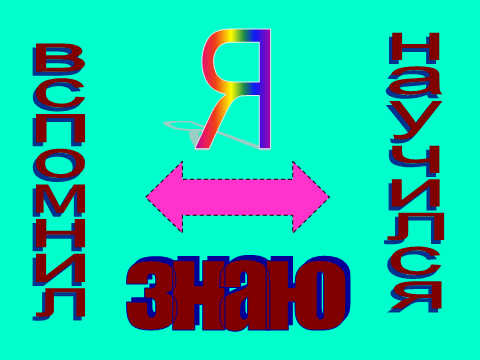 Я
вспомнил
научился
знаю